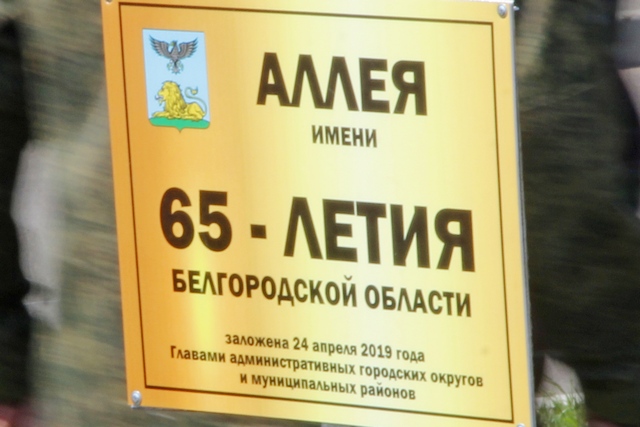 АЛЛЕЯ
ИМЕНИ
65 - ЛЕТИЯ
БЕЛГОРОДСКОЙ ОБЛАСТИ
заложена 24 апреля 2019 года
Главами административных городских округов
и муниципальных районов